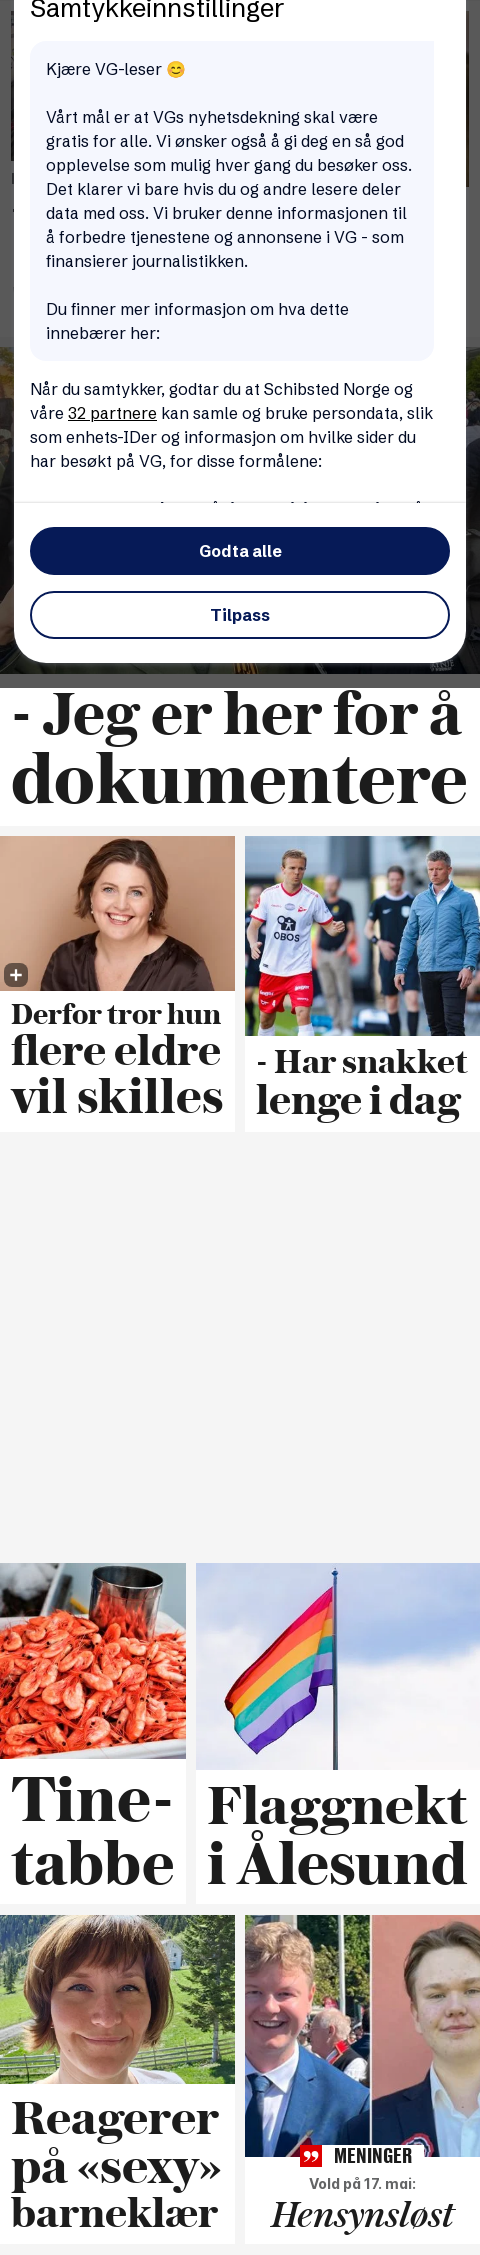 Samtykkeinnstillinger
Kjære VG-leser 😊
Vårt mål er at VGs nyhetsdekning skal være
gratis for alle. Vi ønsker også å gi deg en så god
opplevelse som mulig hver gang du besøker oss.
Det klarer vi bare hvis du og andre lesere deler
data med oss. Vi bruker denne informasjonen til
å forbedre tjenestene og annonsene i VG - som
finansierer journalistikken.
Du finner mer informasjon om hva dette
innebærer her:
Når du samtykker, godtar du at Schibsted Norge og
våre 32 partnere kan samle og bruke persondata, slik
som enhets-IDer og informasjon om hvilke sider du
har besøkt på VG, for disse formålene:
Godta alle
Tilpass
- Jeg er her for å
dokumentere
OBOS
Derfor tror hun
flere eldre
vil skilles
- Har snakket
lenge i dag
Tine-
tabbe
Flaggnekt
i Ålesund
Reagerer
på «sexy»
barneklær
MENINGER
Vold på 17. mai:
Hensynsløst